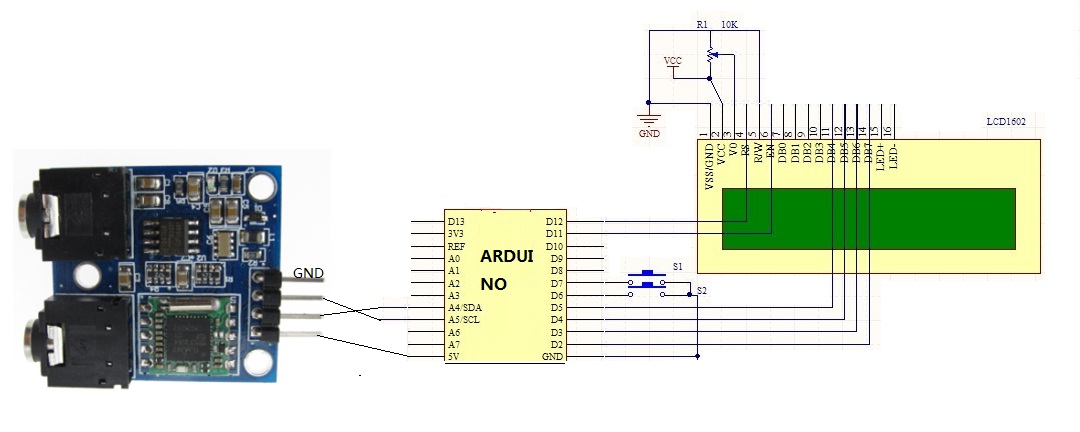 R1 10K
VCC
GND
LCD1602
1 2 3 4 5 6 7 8 9 10 11 12 13 14 15 16
VSS/GND
VCC
V0
RS
R/W
EN
DB0
DB1
DB2
DB3
DB4
DB5
DB6
DB7
LED+
LED-
GND
ARDUI
NO
D13
3V3
REF
A0
A1
A2
A3
A4/SDA
A5/SCL
A6
A7
5V
D12
D11
D10
D9
D8
D7
D6
D5
D4
D3
D2
GND
S1
S2